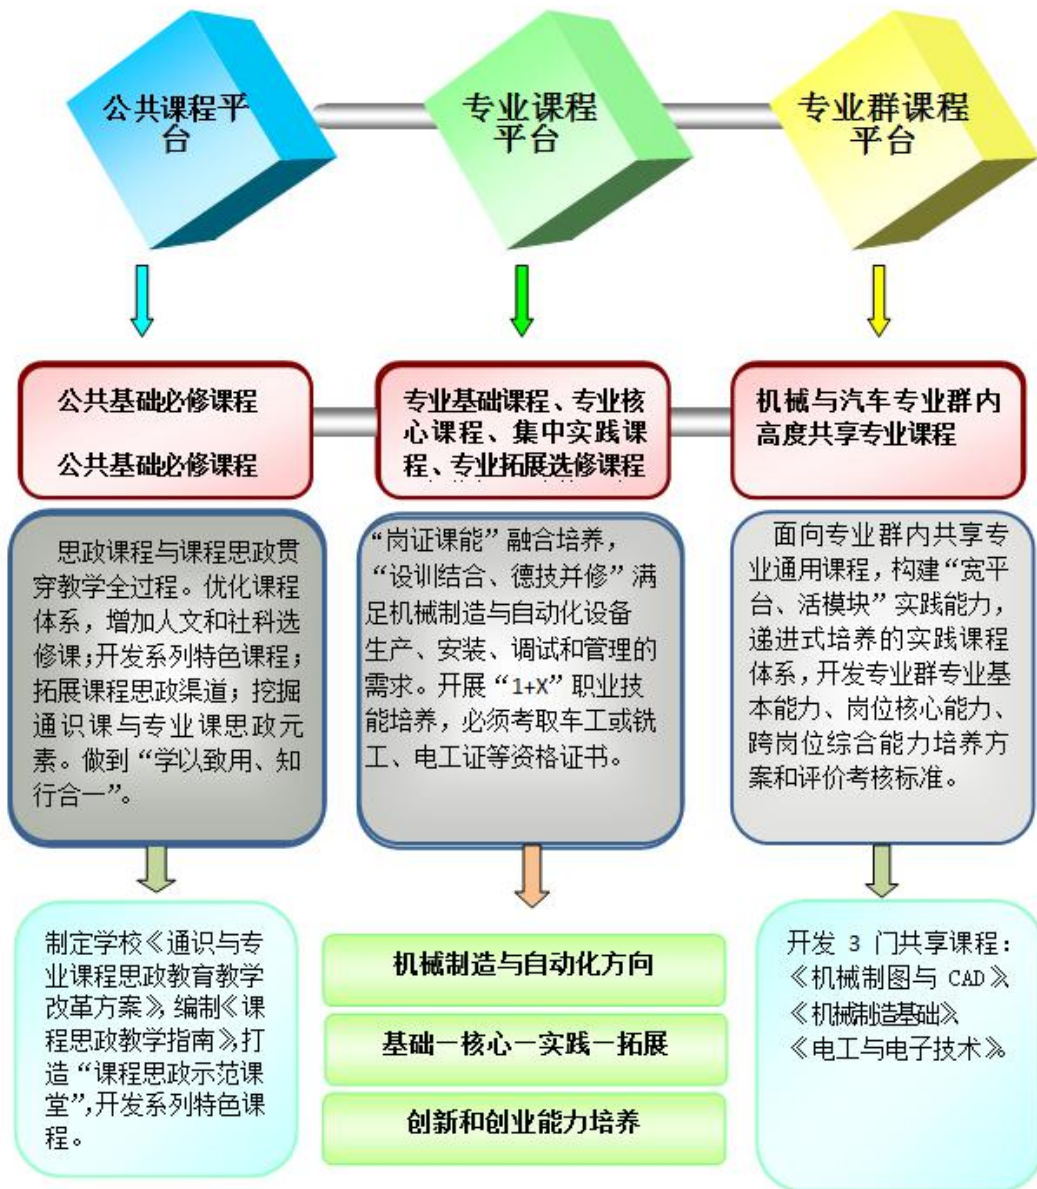 公共课程平
台
专业课程
平台
专业群课程
平台
公共基础必修课程
公共基础必修课程
专业基础课程、专业核
心课程、集中实践课
程、专业拓展选修课程
机械与汽车专业群内
高度共享专业课程
思政课程与课程思政贯
穿教学全过程。优化课程
体系，增加人文和社科选
修课;开发系列特色课程；
拓展课程思政渠道；挖掘
通识课与专业课思政元
素。做到“学以致用、知
行合一”。
“岗证课能”融合培养，
“设训结合、德技并修”满
足机械制造与自动化设备
生产、安装、调试和管理的
需求。开展“1+X”职业技
能培养，必须考取车工或铣
工、电工证等资格证书。
面向专业群内共享专
业通用课程，构建“宽平
台、活模块”实践能力，
递进式培养的实践课程
体系，开发专业群专业基
本能力、岗位核心能力、
跨岗位综合能力培养方
案和评价考核标准。
制定学校《通识与专
业课程思政教育教学
改革方案》，编制《课
程思政教学指南》，打
造“课程思政示范课
堂”，开发系列特色课
程。
机械制造与自动化方向
基础—核心—实践—拓展
创新和创业能力培养
开发 3 门共享课程：
《机械制图与 CAD》、
《机械制造基础》、
《电工与电子技术》。